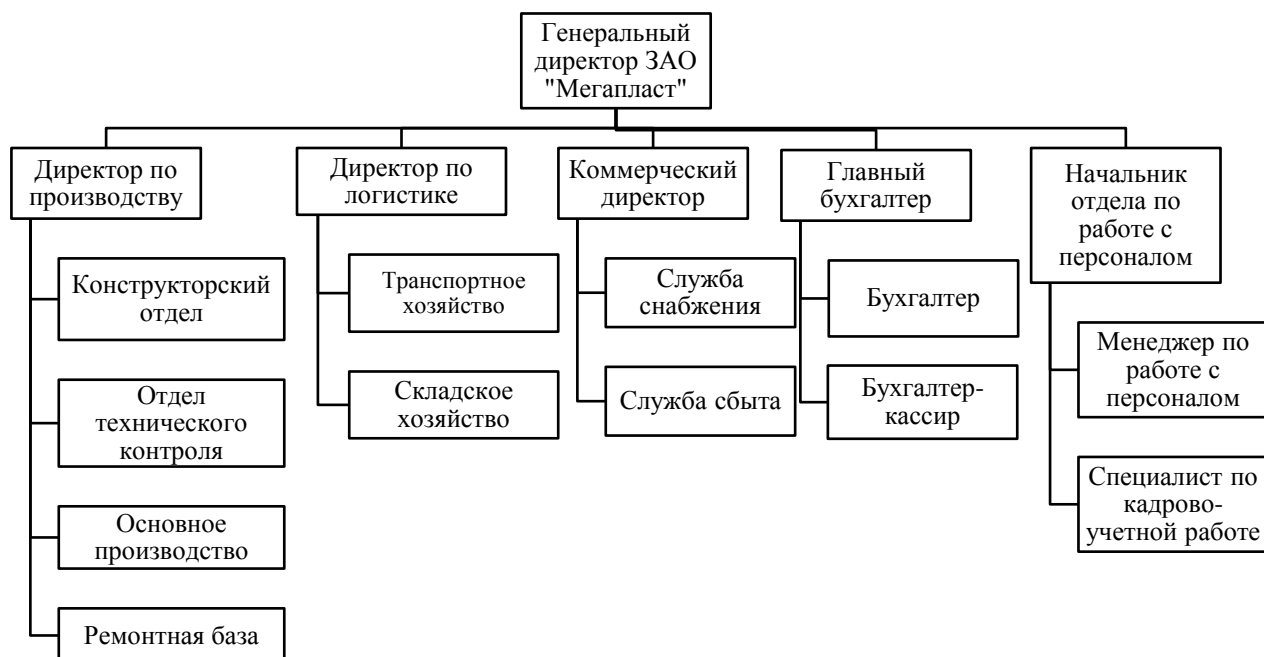 Генеральный
директор ЗАО
"Мегапласт"
Директор по
производству
Конструкторский
отдел
Отдел
технического
контроля
Основное
производство
Ремонтная база
Директор по
логистике
Транспортное
хозяйство
Складское
хозяйство
Коммерческий
директор
Служба
снабжения
Служба сбыта
Главный
бухгалтер
Бухгалтер
Бухгалтер-
кассир
Начальник
отдела по
работе с
персоналом
Менеджер по
работе с
персоналом
Специалист по
кадрово-
учетной работе